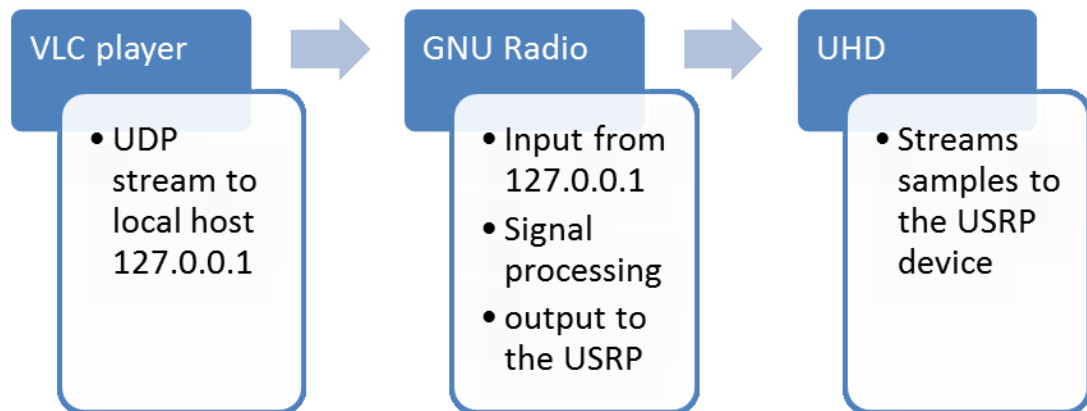 VLC player
• UDP
stream to
local host
127.0.0.1
GNU Radio
• Input from
127.0.0.1
• Signal
processing
• output to
the USRP
UHD
• Streams
samples to
the USRP
device